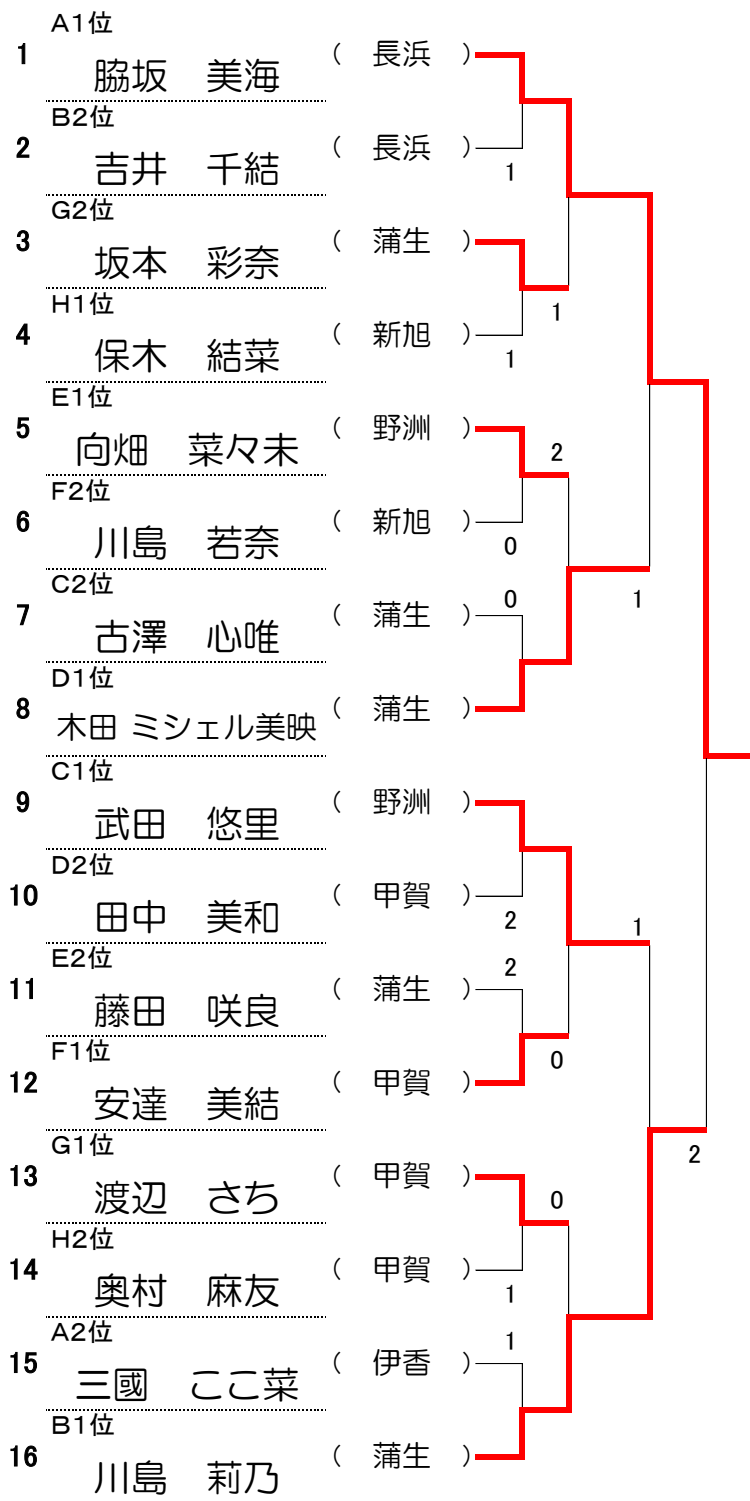 A1位
1 脇坂　美海 （ 長浜 ）
B2位
2 吉井　千結 （ 長浜 ）
1
G2位
3 坂本　彩奈 （ 蒲生 ）
1
H1位
4 保木　結菜 （ 新旭 ）
1
E1位
5 向畑　菜々未 （ 野洲 ）
2
F2位
6 川島　若奈 （ 新旭 ）
0
C2位
0
7 古澤　心唯 （ 蒲生 ）
1
D1位
8 木田 ミシェル美映 （ 蒲生 ）
C1位
9 武田　悠里 （ 野洲 ）
D2位
10 田中　美和 （ 甲賀 ）
2
1
E2位
2
11 藤田　咲良 （ 蒲生 ）
0
F1位
12 安達　美結 （ 甲賀 ）
G1位
2
13 渡辺　さち （ 甲賀 ）
0
H2位
14 奥村　麻友 （ 甲賀 ）
1
A2位
1
15 三國　ここ菜 （ 伊香 ）
B1位
16 川島　莉乃 （ 蒲生 ）